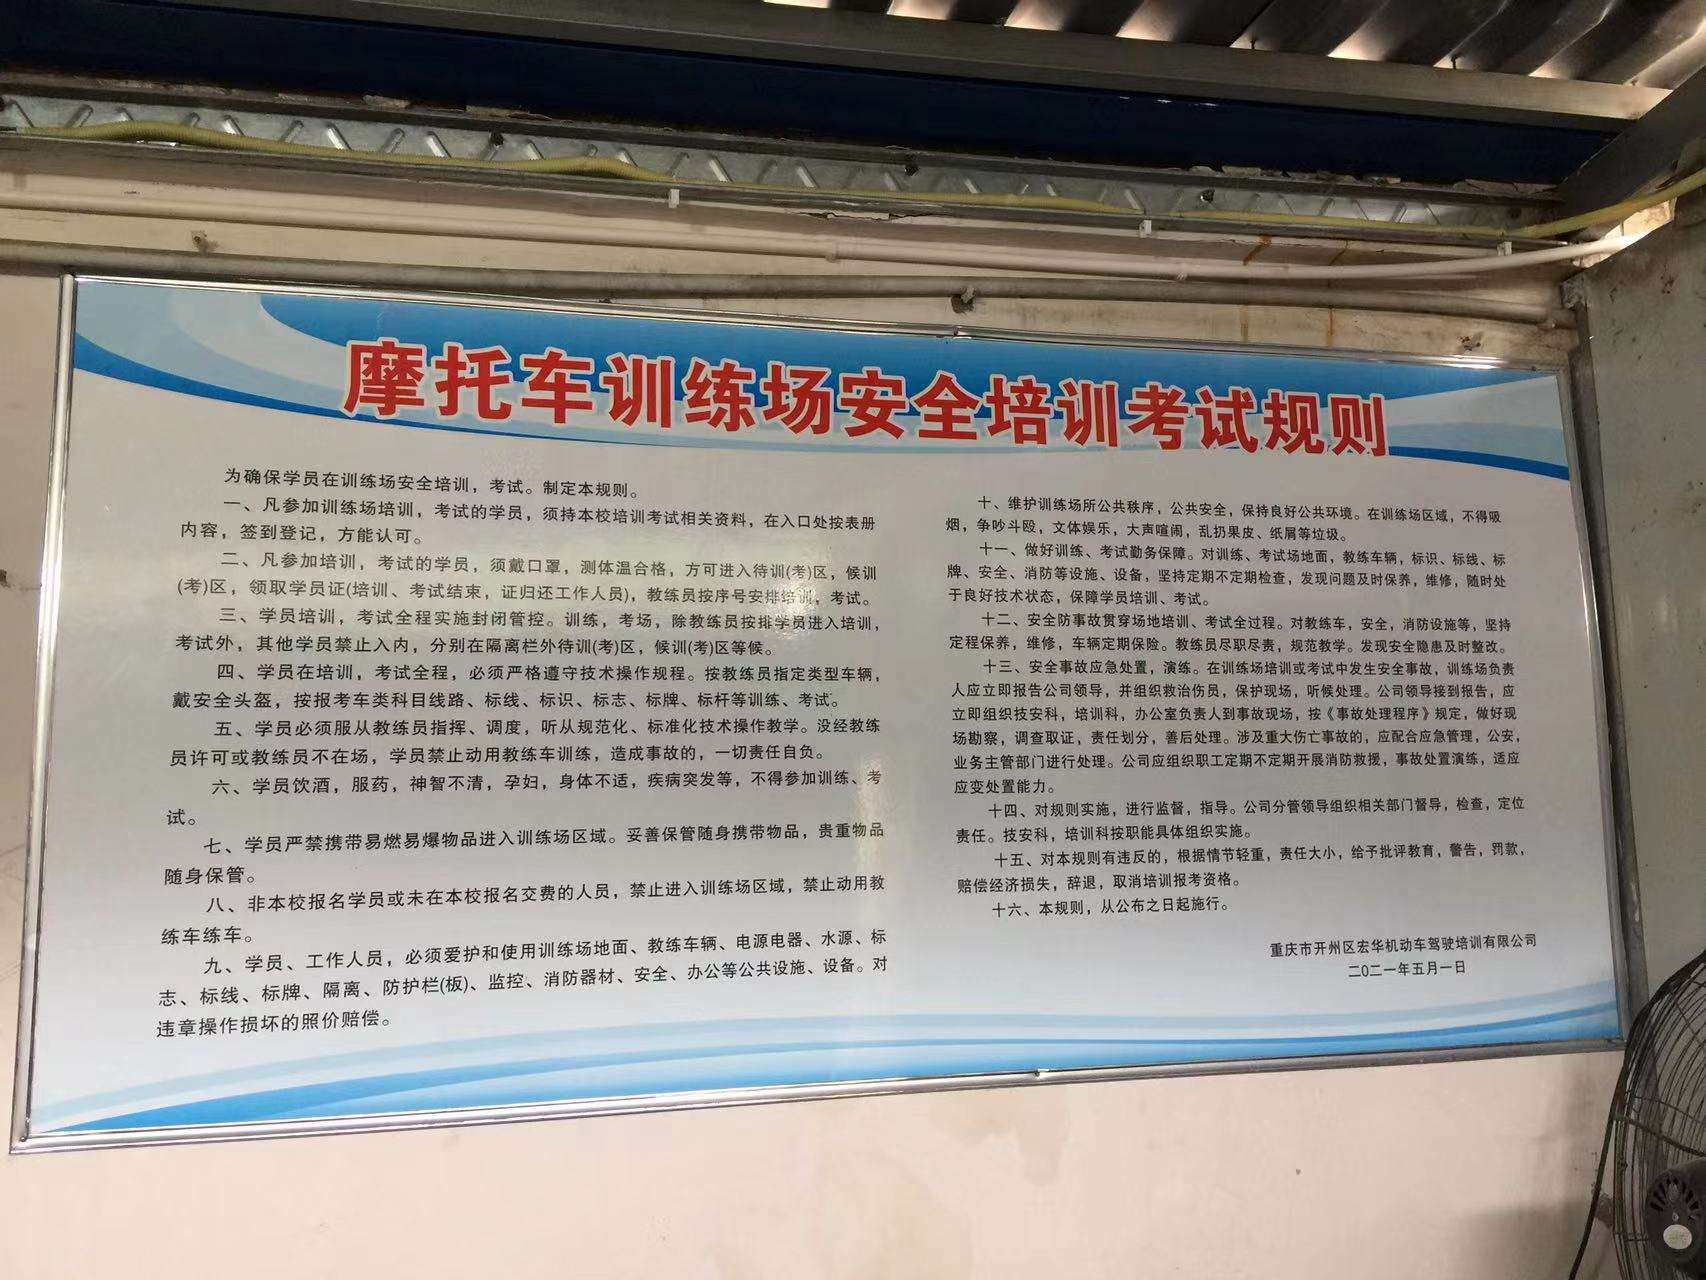 摩托车训练场安全培训考试规则
为确保学员在训练场安全培训，考试。制定本规则。
一、凡参加训练场培训，考试的学员，须持本校培训考试相关资料，在入口处按表册
内容，签到登记，方能认可。
二、凡参加培训，考试的学员，须戴口罩，测体温合格，方可进入待训(考)区，候训
(考)区，领取学员证(培训、考试结束，证归还工作人员)，教练员按序号安排培训，考试。
三、学员培训，考试全程实施封闭管控。训练，考场，除教练员按排学员进入培训，
考试外，其他学员禁止入内，分别在隔离栏外待训(考)区，候训(考)区等候。
四、学员在培训，考试全程，必须严格遵守技术操作规程。按教练员指定类型车辆，
戴安全头盔，按报考车类科目线路、标线、标识、标志、标牌、标杆等训练、考试。
五、学员必须服从教练员指挥、调度，听从规范化、标准化技术操作教学。没经教练
员许可或教练员不在场，学员禁止动用教练车训练，造成事故的，一切责任自负。
六、学员饮酒，服药，神智不清，孕妇，身体不适，疾病突发等，不得参加训练、考
试。
七、学员严禁携带易燃易爆物品进入训练场区域。妥善保管随身携带物品，贵重物品
随身保管。
八、非本校报名学员或未在本校报名交费的人员，禁止进入训练场区域，禁止动用教
练车练车。
九、学员、工作人员，必须爱护和使用训练场地面、教练车辆、电源电器、水源、标
志、标线、标牌、隔离、防护栏(板)、监控、消防器材、安全、办公等公共设施、设备。对
违章操作损坏的照价赔偿。
十、维护训练场所公共秩序，公共安全，保持良好公共环境。在训练场区域，不得吸
烟，争吵斗殴，文体娱乐，大声喧闹，乱扔果皮、纸屑等垃圾。
十一、做好训练、考试勤务保障。对训练、考试场地面，教练车辆，标识、标线、标
牌、安全、消防等设施、设备，坚持定期不定期检查，发现问题及时保养，维修，随时处
于良好技术状态，保障学员培训、考试。
十二、安全防事故贯穿场地培训、考试全过程。对教练车，安全，消防设施等，坚持
定程保养，维修，车辆定期保险。教练员尽职尽责，规范教学。发现安全隐患及时整改。
十三、安全事故应急处置，演练。在训练场培训或考试中发生安全事故，训练场负责
人应立即报告公司领导，并组织救治伤员，保护现场，听候处理。公司领导接到报告，应
立即组织技安科，培训科，办公室负责人到事故现场，按《事故处理程序》规定，做好现
场勘察，调查取证，责任划分，善后处理。涉及重大伤亡事故的，应配合应急管理，公安，
业务主管部门进行处理。公司应组织职工定期不定期开展消防救援，事故处置演练，适应
应变处置能力。
十四、对规则实施，进行监督，指导。公司分管领导组织相关部门督导，检查，定位
责任。技安科，培训科按职能具体组织实施。
十五、对本规则有违反的，根据情节轻重，责任大小，给予批评教育，警告，罚款，
赔偿经济损失，辞退，取消培训报考资格。
十六、本规则，从公布之日起施行。
重庆市开州区宏华机动车驾驶培训有限公司
二〇二一年五月一日